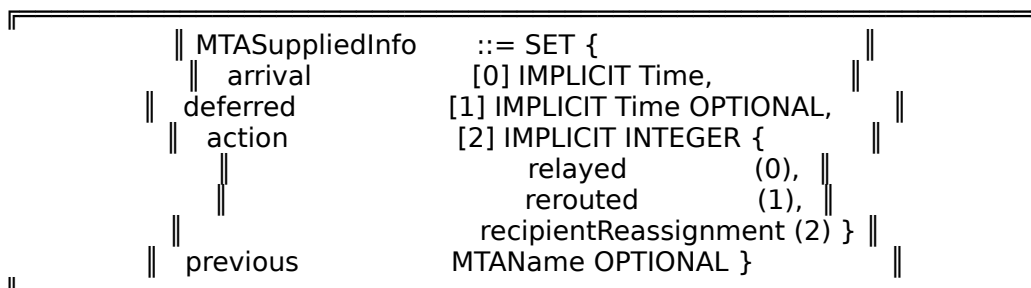 ╔══════════════════════════════════════════════════════════════
║ MTASuppliedInfo ::= SET { ║
║ arrival [0] IMPLICIT Time, ║
║ deferred [1] IMPLICIT Time OPTIONAL, ║
║ action [2] IMPLICIT INTEGER { ║
║ relayed (0), ║
║ rerouted (1), ║
║ recipientReassignment (2) } ║
║ previous MTAName OPTIONAL } ║